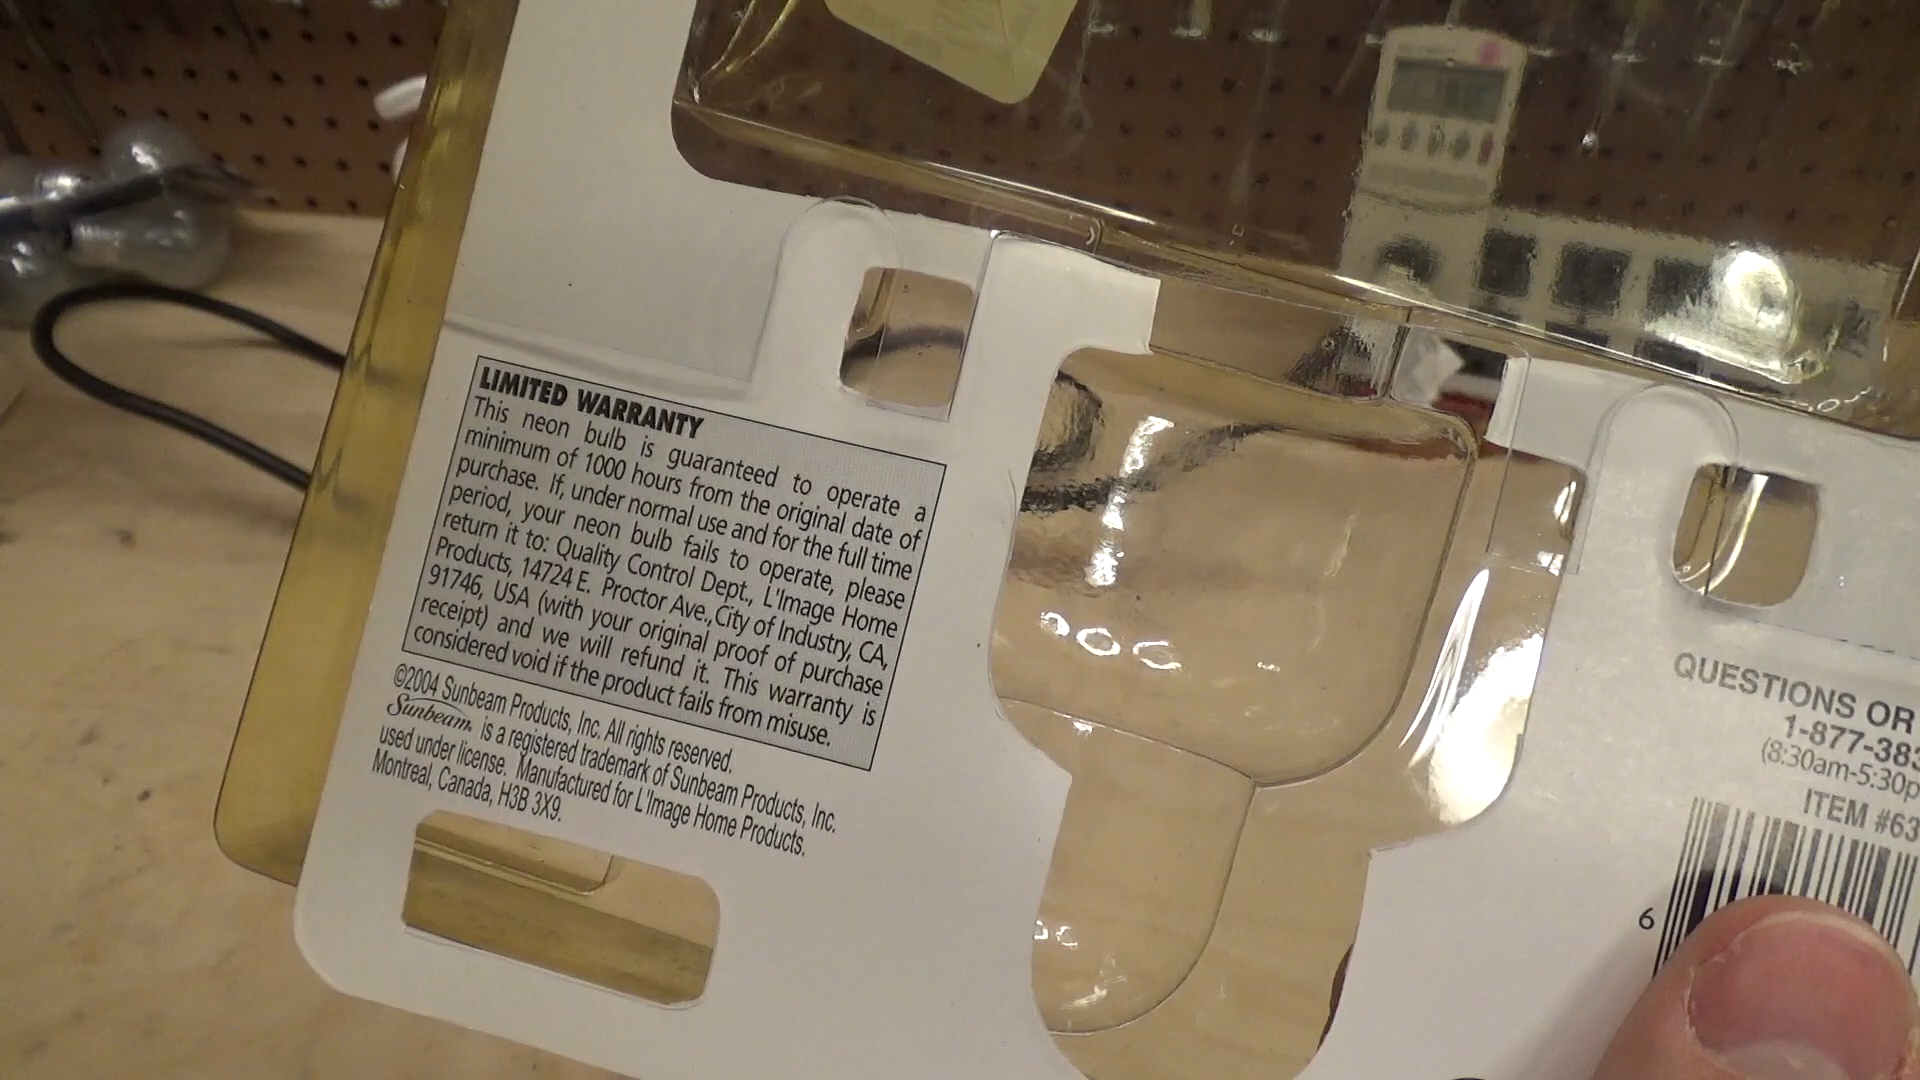 LIMITED WARRANTY
This neon bulb is guaranteed to operate a
minimum of 1000 hours from the original date of
purchase. If, under normal use and for the full time
period, your neon bulb fails to operate, please
return it to: Quality Control Dept., L'Image Home
Products, 14724 E. Proctor Ave., City of Industry, CA,
91746, USA (with your original proof of purchase
receipt) and we will refund it. This warranty is
considered void if the product fails from misuse.
©2004 Sunbeam Products, Inc. All rights reserved.
Sunbeam is a registered trademark of Sunbeam Products, Inc.
used under license. Manufactured for L'Image Home Products.
Montreal, Canada, H3B 3X9.
QUESTIONS OR
1-877-383
(8:30am-5:30p
ITEM #63
6